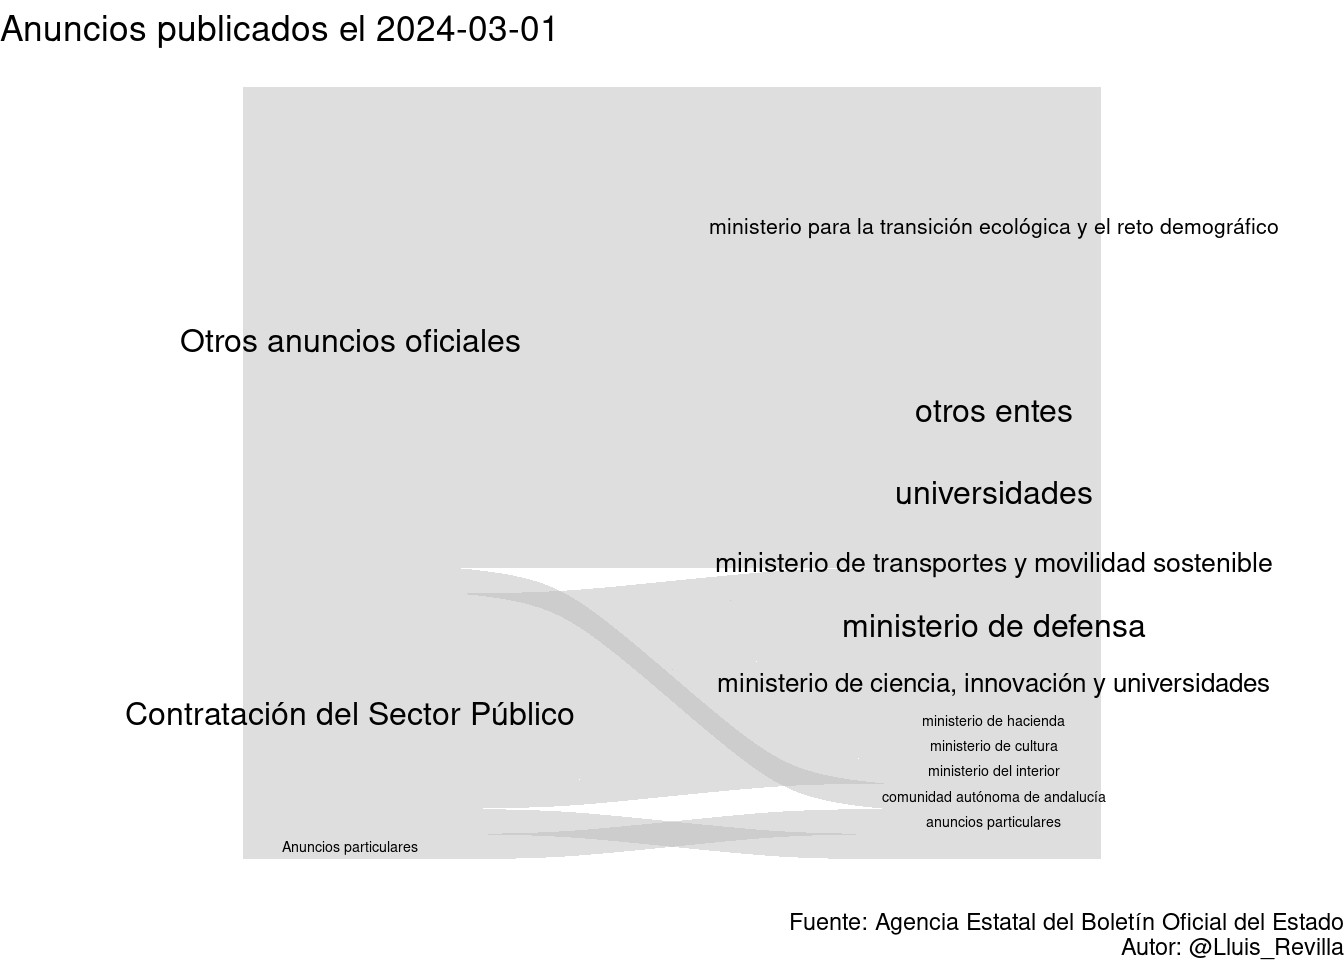 Anuncios publicados el 2024-03-01
ministerio para la transición ecológica y el reto demográfico
Otros anuncios oficiales
otros entes
universidades
ministerio de transportes y movilidad sostenible
ministerio de defensa
ministerio de ciencia, innovación y universidades
Contratación del Sector Público
ministerio de hacienda
ministerio de cultura
ministerio del interior
comunidad autónoma de andalucía
anuncios particulares
Anuncios particulares
Fuente: Agencia Estatal del Boletín Oficial del Estado
Autor: @Lluis_Revilla